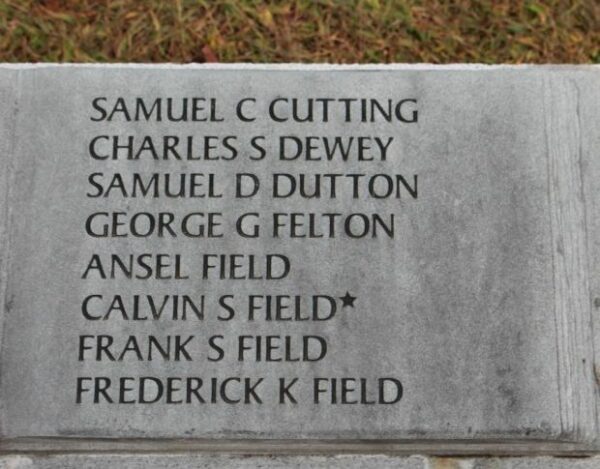 SAMUEL C CUTTING
CHARLES S DEWEY
SAMUEL D DUTTON
GEORGE G FELTON
ANSEL FIELD
CALVIN S FIELD★
FRANK S FIELD
FREDERICK K FIELD